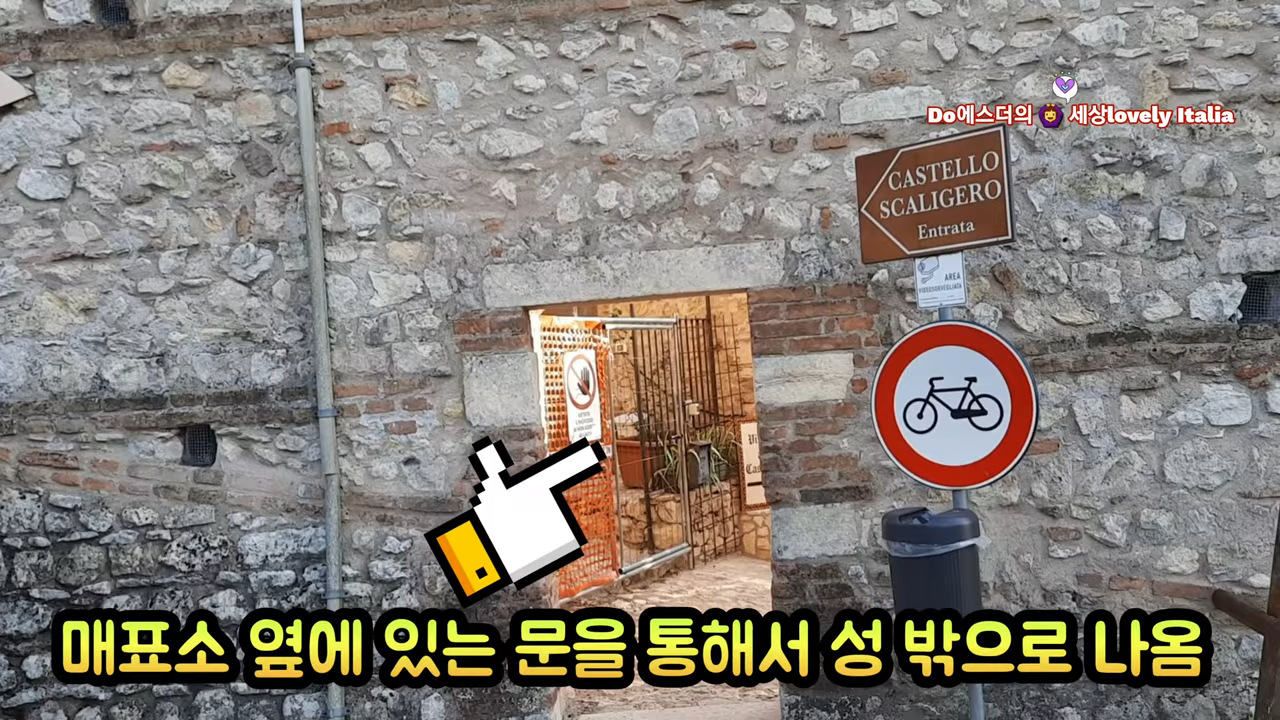 Do에스더의 🙆‍♀️ 세상lovely Italia
CASTELLO
SCALIGERO
Entrata
AREA
VIDEOSORVEGLIATA
매표소 옆에 있는 문을 통해서 성 밖으로 나옴